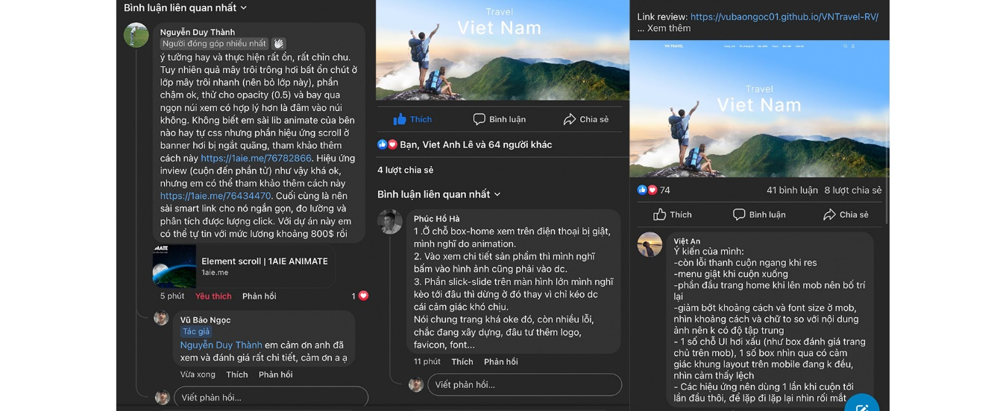 Bình luận liên quan nhất
Nguyễn Duy Thành
Người đóng góp nhiều nhất
ý tưởng hay và thực hiện rất ổn, rất chỉn chu.
Tuy nhiên quả mây trôi trông hơi bất ổn chút ở
lớp mây trôi nhanh (nên bỏ lớp này), phần
chậm ok, thử cho opacity (0.5) và bay qua
ngọn núi xem có hợp lý hơn là đâm vào núi
không. Không biết em sài lib animate của bên
nào hay tự css nhưng phần hiệu ứng scroll ở
banner hơi bị ngắt quãng, tham khảo thêm
cách này https://1aie.me/76782866. Hiệu ứng
inview (cuộn đến phần tử) như vậy khá ok,
nhưng em có thể tham khảo thêm cách này
https://1aie.me/76434470. Cuối cùng là nên
sài smart link cho nó ngắn gọn, đo lường và
phân tích được lượng click. Với dự án này em
có thể tự tin với mức lương khoảng 800$ rồi
Element scroll | 1AIE ANIMATE
1aie.me
5 phút Yêu thích Phản hồi 1
Vũ Bảo Ngọc
Tác giả
Nguyễn Duy Thành em cảm ơn anh đã
xem và đánh giá rất chi tiết, cảm ơn a ạ
Vừa xong Thích Phản hồi
Viết phản hồi...
Travel
Viet Nam
Thích Bình luận Chia sẻ
Bạn, Viet Anh Lê và 64 người khác
4 lượt chia sẻ
Bình luận liên quan nhất
Phúc Hồ Hà
1 .Ở chỗ box-home xem trên điện thoại bị giật,
mình nghĩ do animation.
2. Vào xem chi tiết sản phẩm thì mình nghĩ
bấm vào hình ảnh cũng phải vào dc.
3. Phần slick-slide trên màn hình lớn mình nghĩ
kèo tới đâu thì dừng ở đó thay vì chỉ kéo dc
cái cảm giác khó chịu.
Nói chung trang khá oke đó, còn nhiều lỗi,
chắc đang xây dựng, đâu tư thêm logo,
favicon, font...
11 phút Thích Phản hồi
Viết phản hồi...
Link review: https://vubaongoc01.github.io/VNTravel-RV/
... Xem thêm
VN TRAVEL
Travel
Viet Nam
74 41 bình luận 8 lượt chia sẻ
Thích Bình luận Chia sẻ
Việt An
Ý kiến của mình:
-còn lỗi thanh cuộn ngang khi res
-menu giật khi cuộn xuống
-phần đầu trang home khi lên mob nên bố trí
lại
-giảm bớt khoảng cách và font size ở mob,
nhìn khoảng cách và chữ to so với nội dung
ảnh nên k có độ tập trung
- 1 số chỗ UI hơi xấu (như box đánh giá trang
chủ trên mob), 1 số box nhìn qua có cảm
giác khung layout trên mobile đang k đều,
nhìn cảm thấy lệch
- Các hiệu ứng nên dùng 1 lần khi cuộn tới
lần đầu thôi, để lặp đi lặp lại nhìn rối mắt